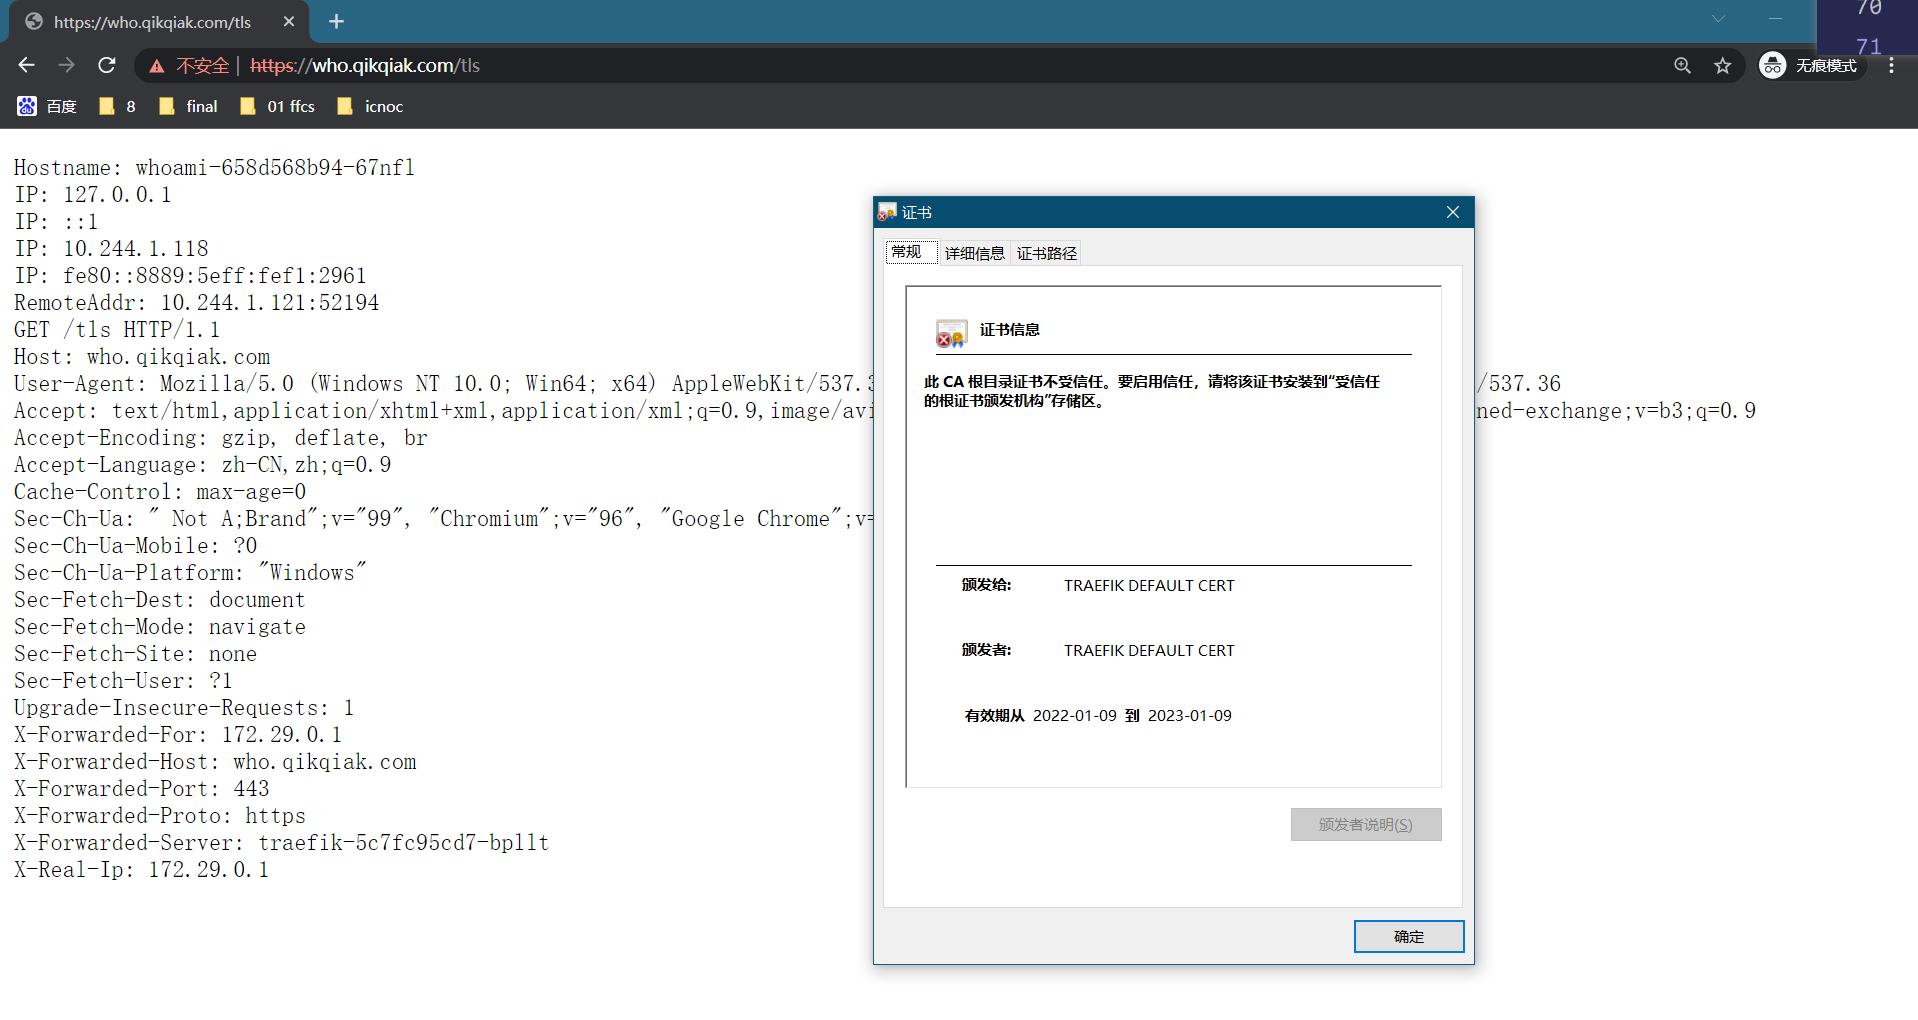 https://who.qikqiak.com/tls
70
71
不安全 | https://who.qikqiak.com/tls
无痕模式
百度 8 final 01 ffcs icnoc
Hostname: whoami-658d568b94-67nfl
IP: 127.0.0.1
IP: ::1
IP: 10.244.1.118
IP: fe80::8889:5eff:fef1:2961
RemoteAddr: 10.244.1.121:52194
GET /tls HTTP/1.1
Host: who.qikqiak.com
User-Agent: Mozilla/5.0 (Windows NT 10.0; Win64; x64) AppleWebKit/537.3 /537.36
Accept: text/html,application/xhtml+xml,application/xml;q=0.9,image/avi ned-exchange;v=b3;q=0.9
Accept-Encoding: gzip, deflate, br
Accept-Language: zh-CN,zh;q=0.9
Cache-Control: max-age=0
Sec-Ch-Ua: " Not A;Brand";v="99", "Chromium";v="96", "Google Chrome";v=
Sec-Ch-Ua-Mobile: ?0
Sec-Ch-Ua-Platform: "Windows"
Sec-Fetch-Dest: document
Sec-Fetch-Mode: navigate
Sec-Fetch-Site: none
Sec-Fetch-User: ?1
Upgrade-Insecure-Requests: 1
X-Forwarded-For: 172.29.0.1
X-Forwarded-Host: who.qikqiak.com
X-Forwarded-Port: 443
X-Forwarded-Proto: https
X-Forwarded-Server: traefik-5c7fc95cd7-bpllt
X-Real-Ip: 172.29.0.1
证书
常规 详细信息 证书路径
证书信息
此 CA 根目录证书不受信任。要启用信任，请将该证书安装到"受信任
的根证书颁发机构"存储区。
颁发给: TRAEFIK DEFAULT CERT
颁发者: TRAEFIK DEFAULT CERT
有效期从 2022-01-09 到 2023-01-09
颁发者说明(S)
确定